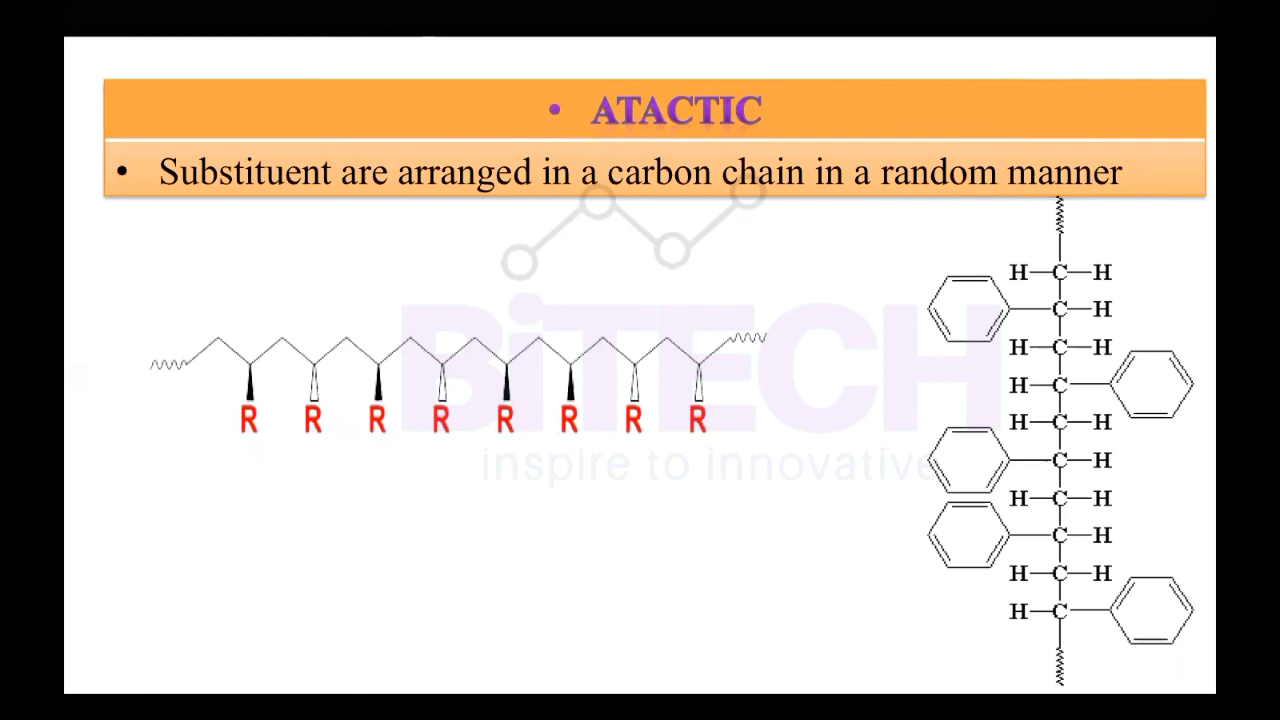 • ATACTIC
• Substituent are arranged in a carbon chain in a random manner
BiTECH
inspire to innovative
R R R R R R R R
H C H
C H
H C H
H C
H C H
C H
H C H
C H
H C H
H C